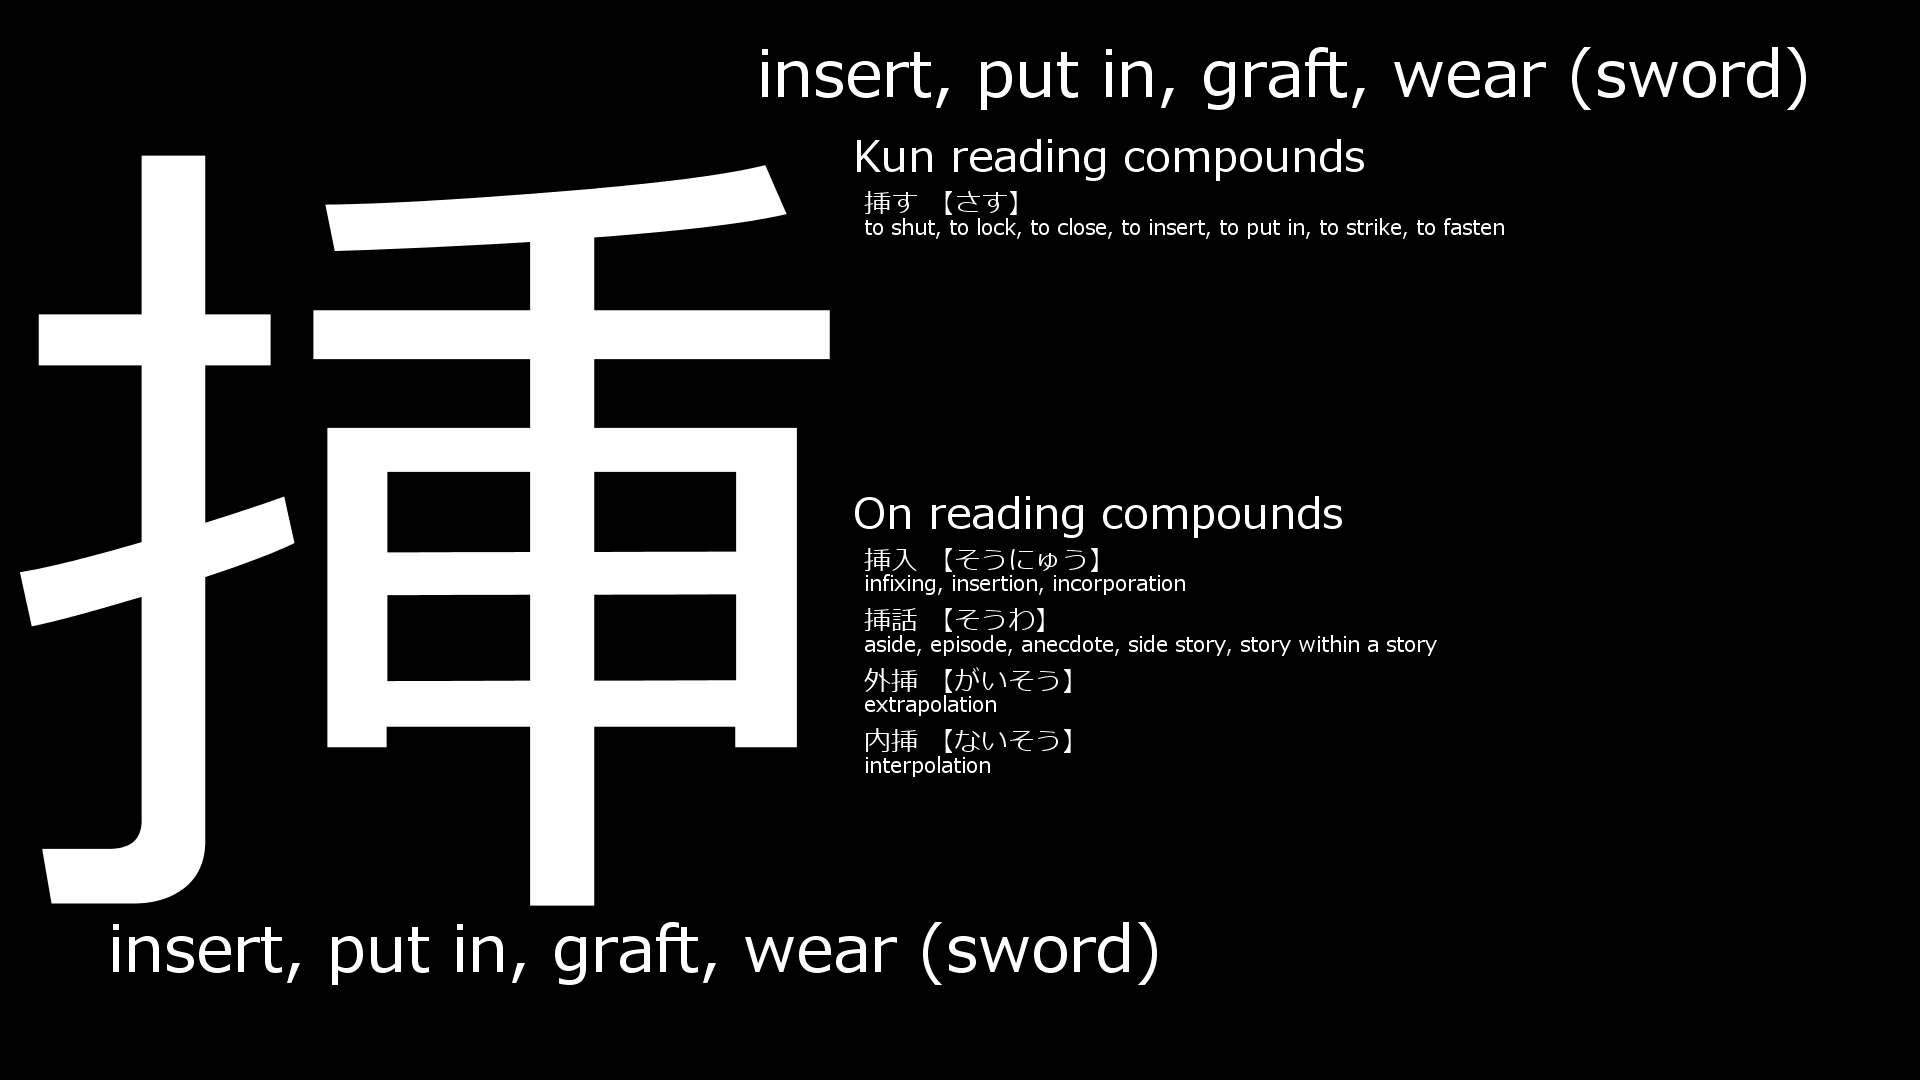 insert, put in, graft, wear (sword)
挿
Kun reading compounds
挿す 【さす】
to shut, to lock, to close, to insert, to put in, to strike, to fasten
On reading compounds
挿入 【そうにゅう】
infixing, insertion, incorporation
挿話 【そうわ】
aside, episode, anecdote, side story, story within a story
外挿 【がいそう】
extrapolation
内挿 【ないそう】
interpolation
insert, put in, graft, wear (sword)